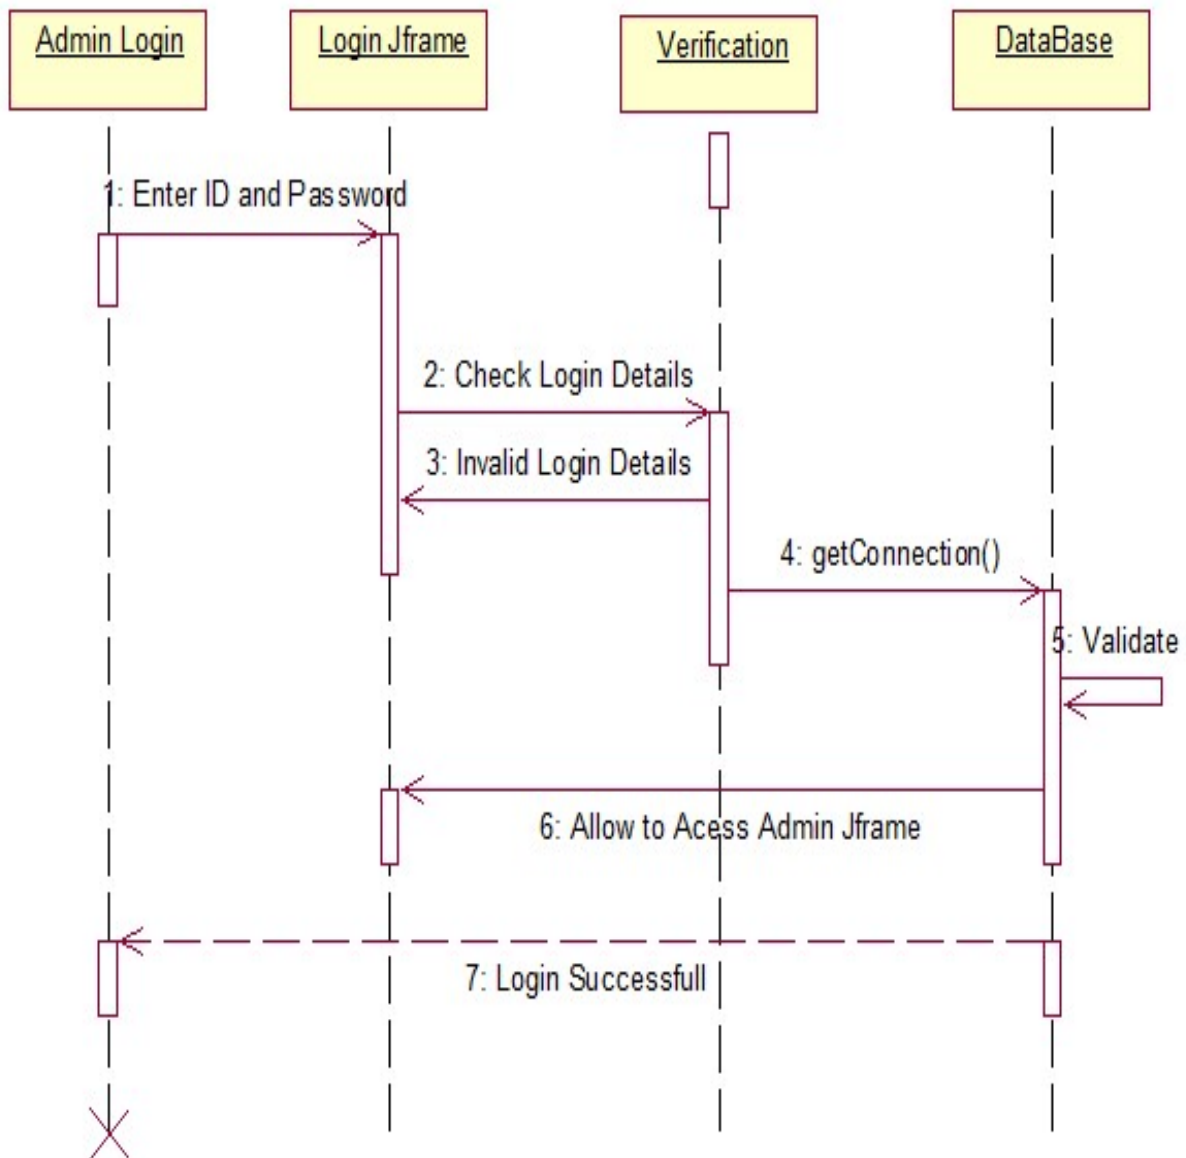 Admin Login
Login Jframe
Verification
DataBase
1: Enter ID and Password
2: Check Login Details
3: Invalid Login Details
4: getConnection()
5: Validate
6: Allow to Acess Admin Jframe
7: Login Successfull